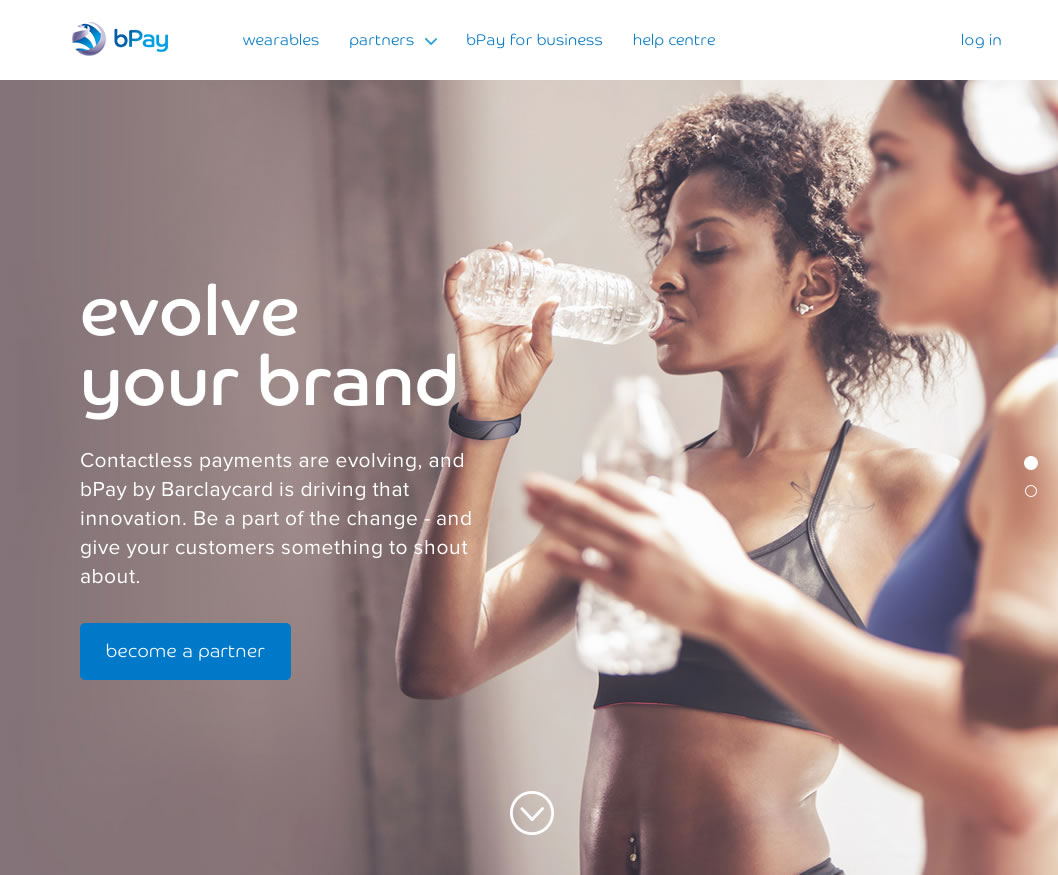 bPay
wearables
partners
bPay for business
help centre
log in
evolve
your brand
Contactless payments are evolving, and
bPay by Barclaycard is driving that
innovation. Be a part of the change - and
give your customers something to shout
about.
become a partner